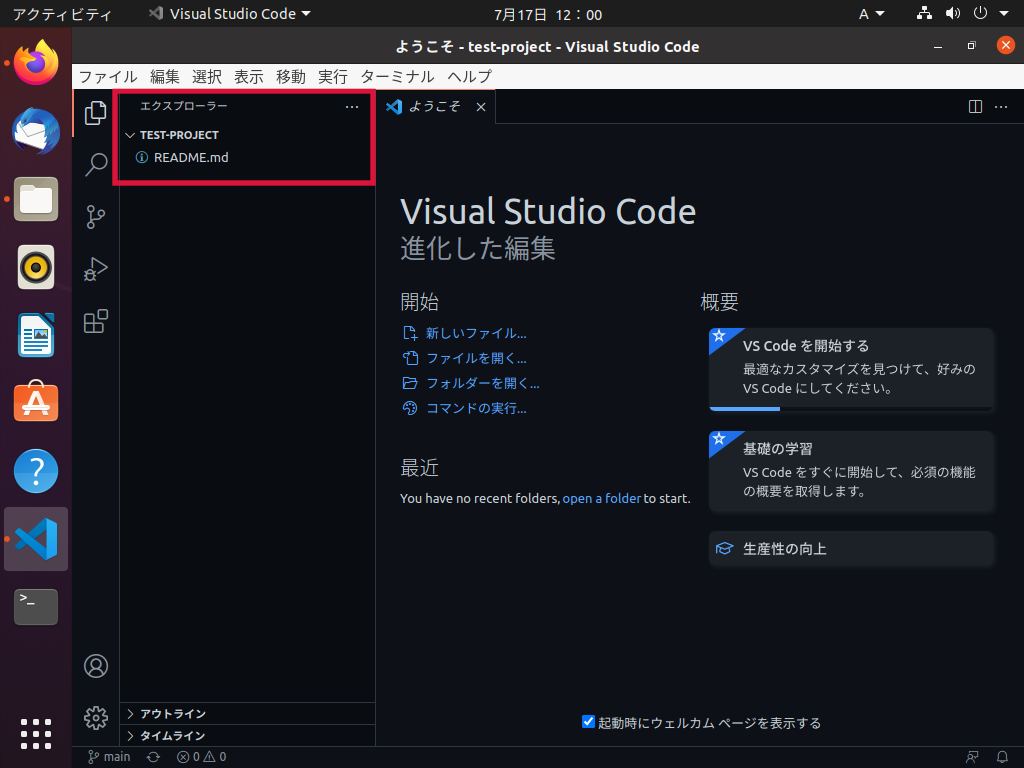 アクティビティ
Visual Studio Code
7月17日 12：00
A
ようこそ - test-project - Visual Studio Code
ファイル 編集 選択 表示 移動 実行 ターミナル ヘルプ
エクスプローラー
TEST-PROJECT
README.md
ようこそ
Visual Studio Code
進化した編集
開始
新しいファイル...
ファイルを開く...
フォルダーを開く...
コマンドの実行...
最近
You have no recent folders, open a folder to start.
概要
VS Code を開始する
最適なカスタマイズを見つけて、好みの
VS Code にしてください。
基礎の学習
VS Code をすぐに開始して、必須の機能
の概要を取得します。
生産性の向上
起動時にウェルカム ページを表示する
アウトライン
タイムライン
main
0
0